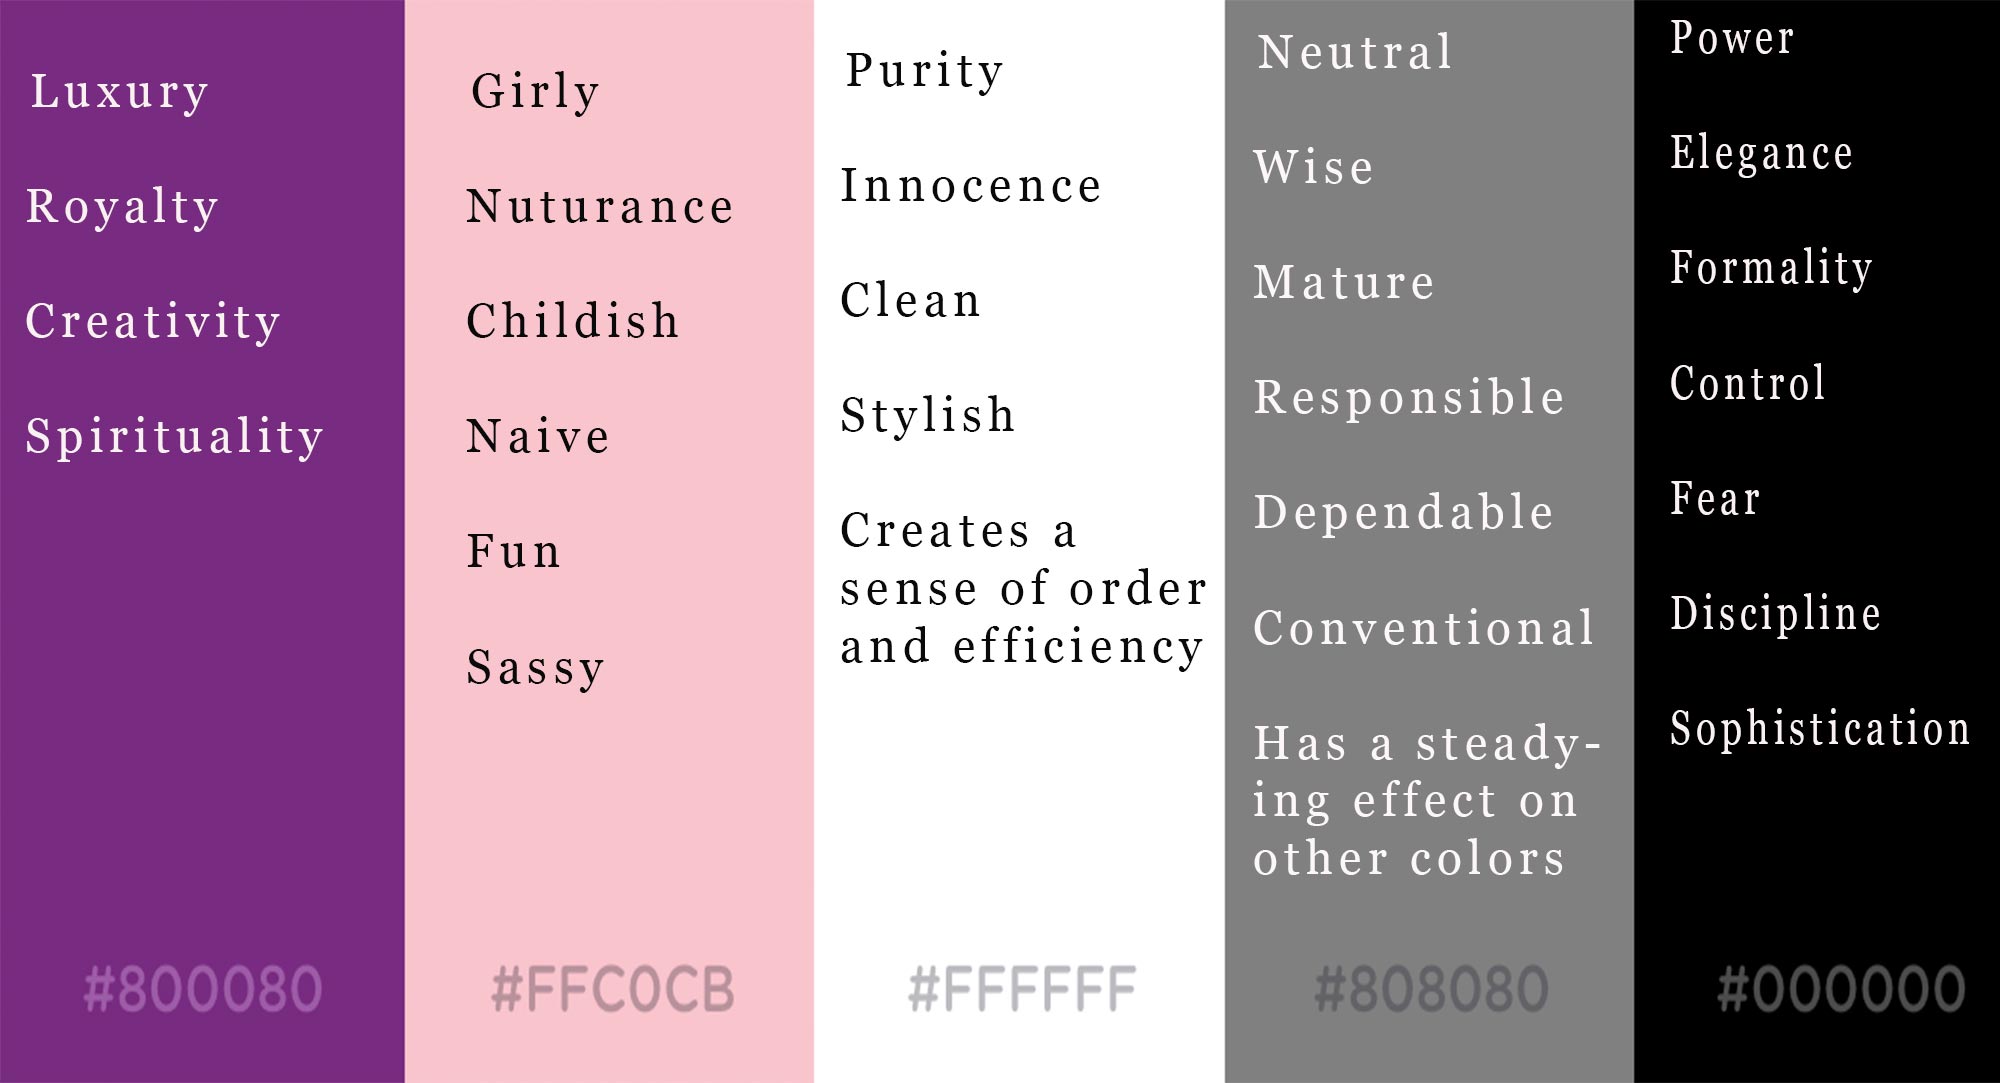 Luxury
Royalty
Creativity
Spirituality
#800080
Girly
Nuturance
Childish
Naive
Fun
Sassy
#FFC0CB
Purity
Innocence
Clean
Stylish
Creates a
sense of order
and efficiency
#FFFFFF
Neutral
Wise
Mature
Responsible
Dependable
Conventional
Has a steady-
ing effect on
other colors
#808080
Power
Elegance
Formality
Control
Fear
Discipline
Sophistication
#000000